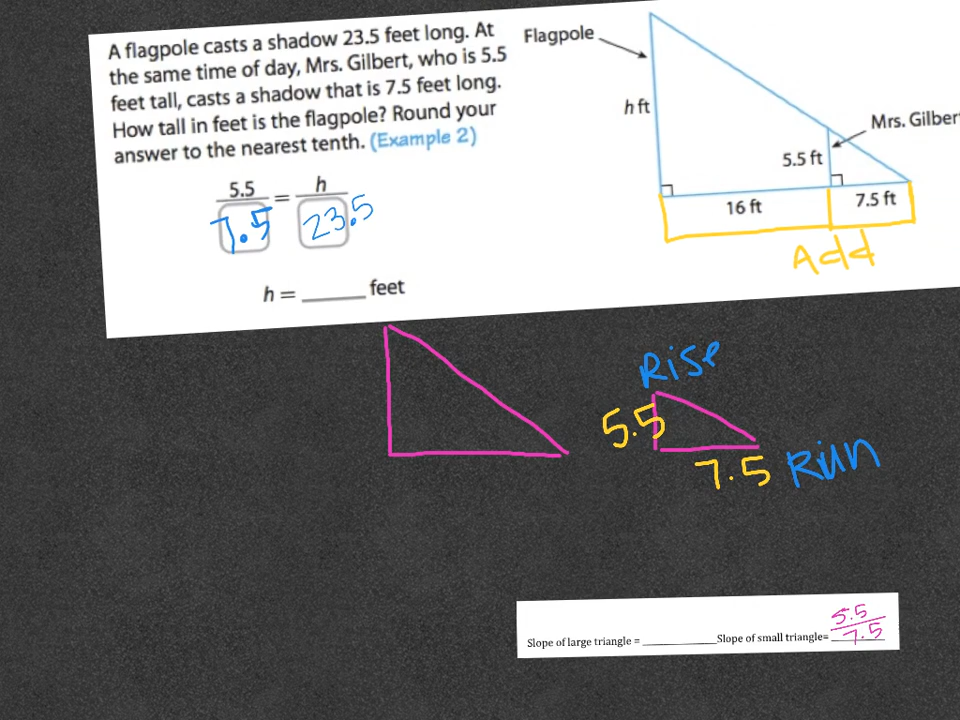 A flagpole casts a shadow 23.5 feet long. At
the same time of day, Mrs. Gilbert, who is 5.5
feet tall, casts a shadow that is 7.5 feet long.
How tall in feet is the flagpole? Round your
answer to the nearest tenth. (Example 2)
5.5 = h
7.5 23.5
h = ______ feet
Flagpole
h ft
Mrs. Gilbert
5.5 ft
16 ft
7.5 ft
Add
Rise
5.5
7.5 Run
Slope of large triangle = ____________ Slope of small triangle= 5.5
7.5